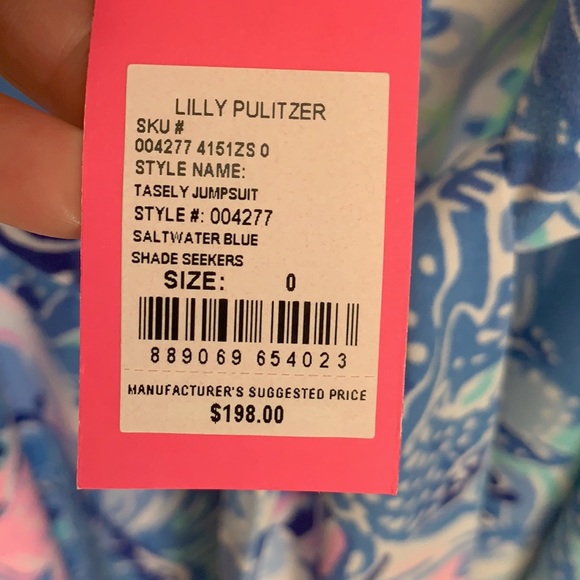 LILLY PULITZER
SKU #
004277 4151ZS 0
STYLE NAME:
TASELY JUMPSUIT
STYLE #: 004277
SALTWATER BLUE
SHADE SEEKERS
SIZE: 0
889069 654023
MANUFACTURER'S SUGGESTED PRICE
$198.00